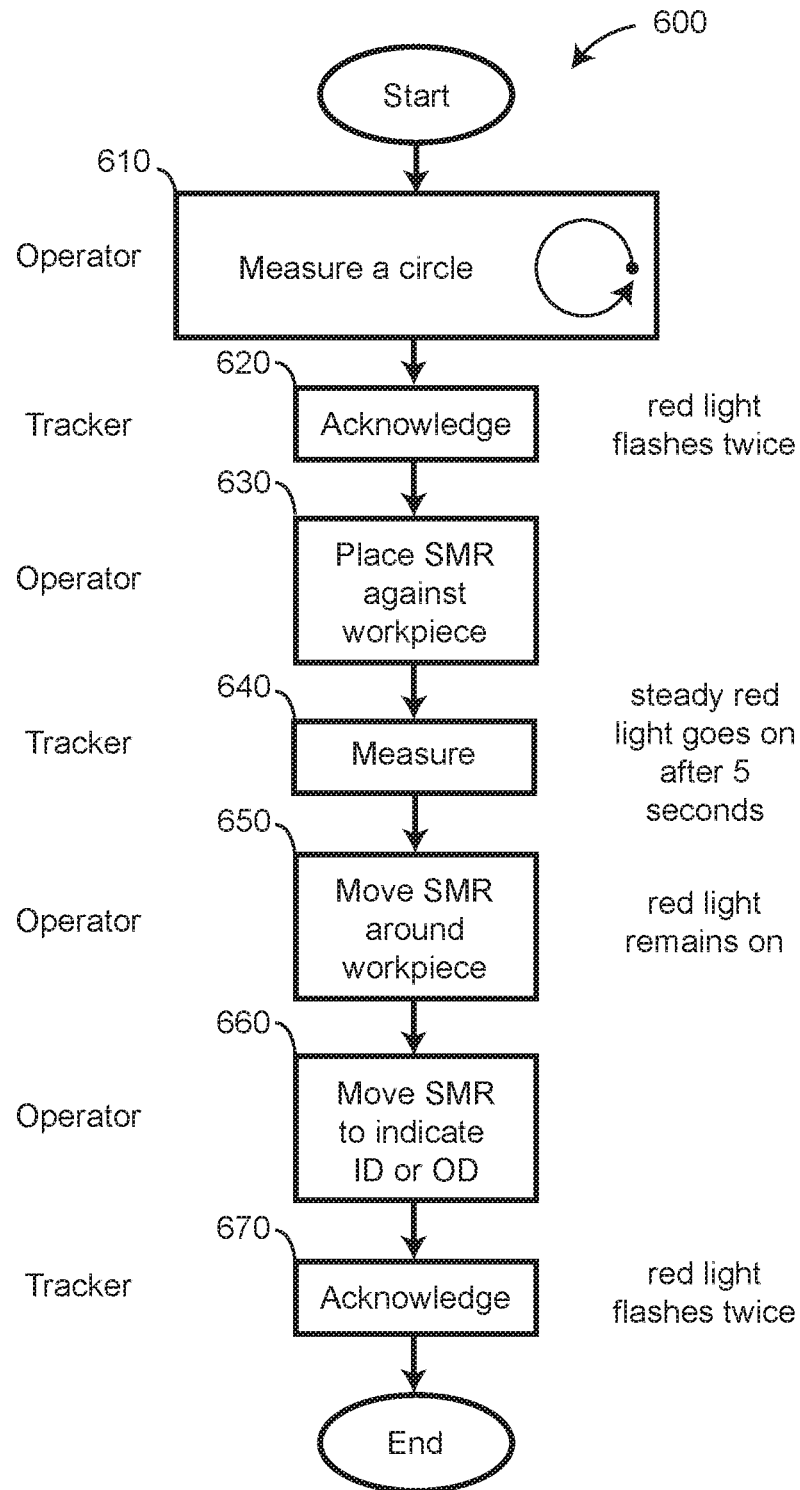 600
Start
610
Operator
Measure a circle
620
Tracker
Acknowledge
red light
flashes twice
630
Operator
Place SMR
against
workpiece
640
Tracker
Measure
steady red
light goes on
after 5
seconds
650
Operator
Move SMR
around
workpiece
red light
remains on
660
Operator
Move SMR
to indicate
ID or OD
670
Tracker
Acknowledge
red light
flashes twice
End